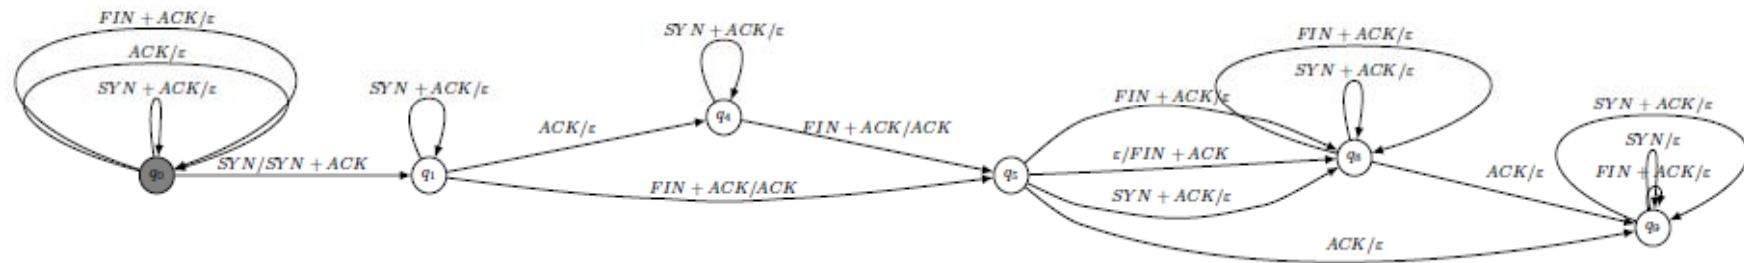 FIN + ACK/ε
ACK/ε
SYN + ACK/ε
q₀
SYN/SYN + ACK
SYN + ACK/ε
q₁
ACK/ε
FIN + ACK/ACK
SYN + ACK/ε
q₄
FIN + ACK/ACK
q₅
FIN + ACK/ε
ε/FIN + ACK
SYN + ACK/ε
ACK/ε
FIN + ACK/ε
SYN + ACK/ε
q₈
ACK/ε
SYN + ACK/ε
SYN/ε
FIN + ACK/ε
q₉